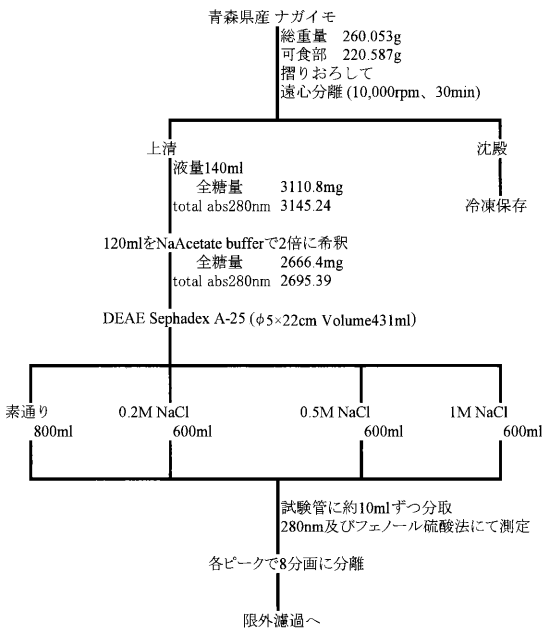 青森県産 ナガイモ
総重量 260.053g
可食部 220.587g
摺りおろして
遠心分離 (10,000rpm、30min)
上清
沈殿
液量140ml
全糖量 3110.8mg
total abs280nm 3145.24
冷凍保存
120mlをNaAcetate bufferで2倍に希釈
全糖量 2666.4mg
total abs280nm 2695.39
DEAE Sephadex A-25 (φ5×22cm Volume431ml)
素通り 0.2M NaCl 0.5M NaCl 1M NaCl
800ml 600ml 600ml 600ml
試験管に約10mlずつ分取
280nm及びフェノール硫酸法にて測定
各ピークで8分画に分離
限外濾過へ